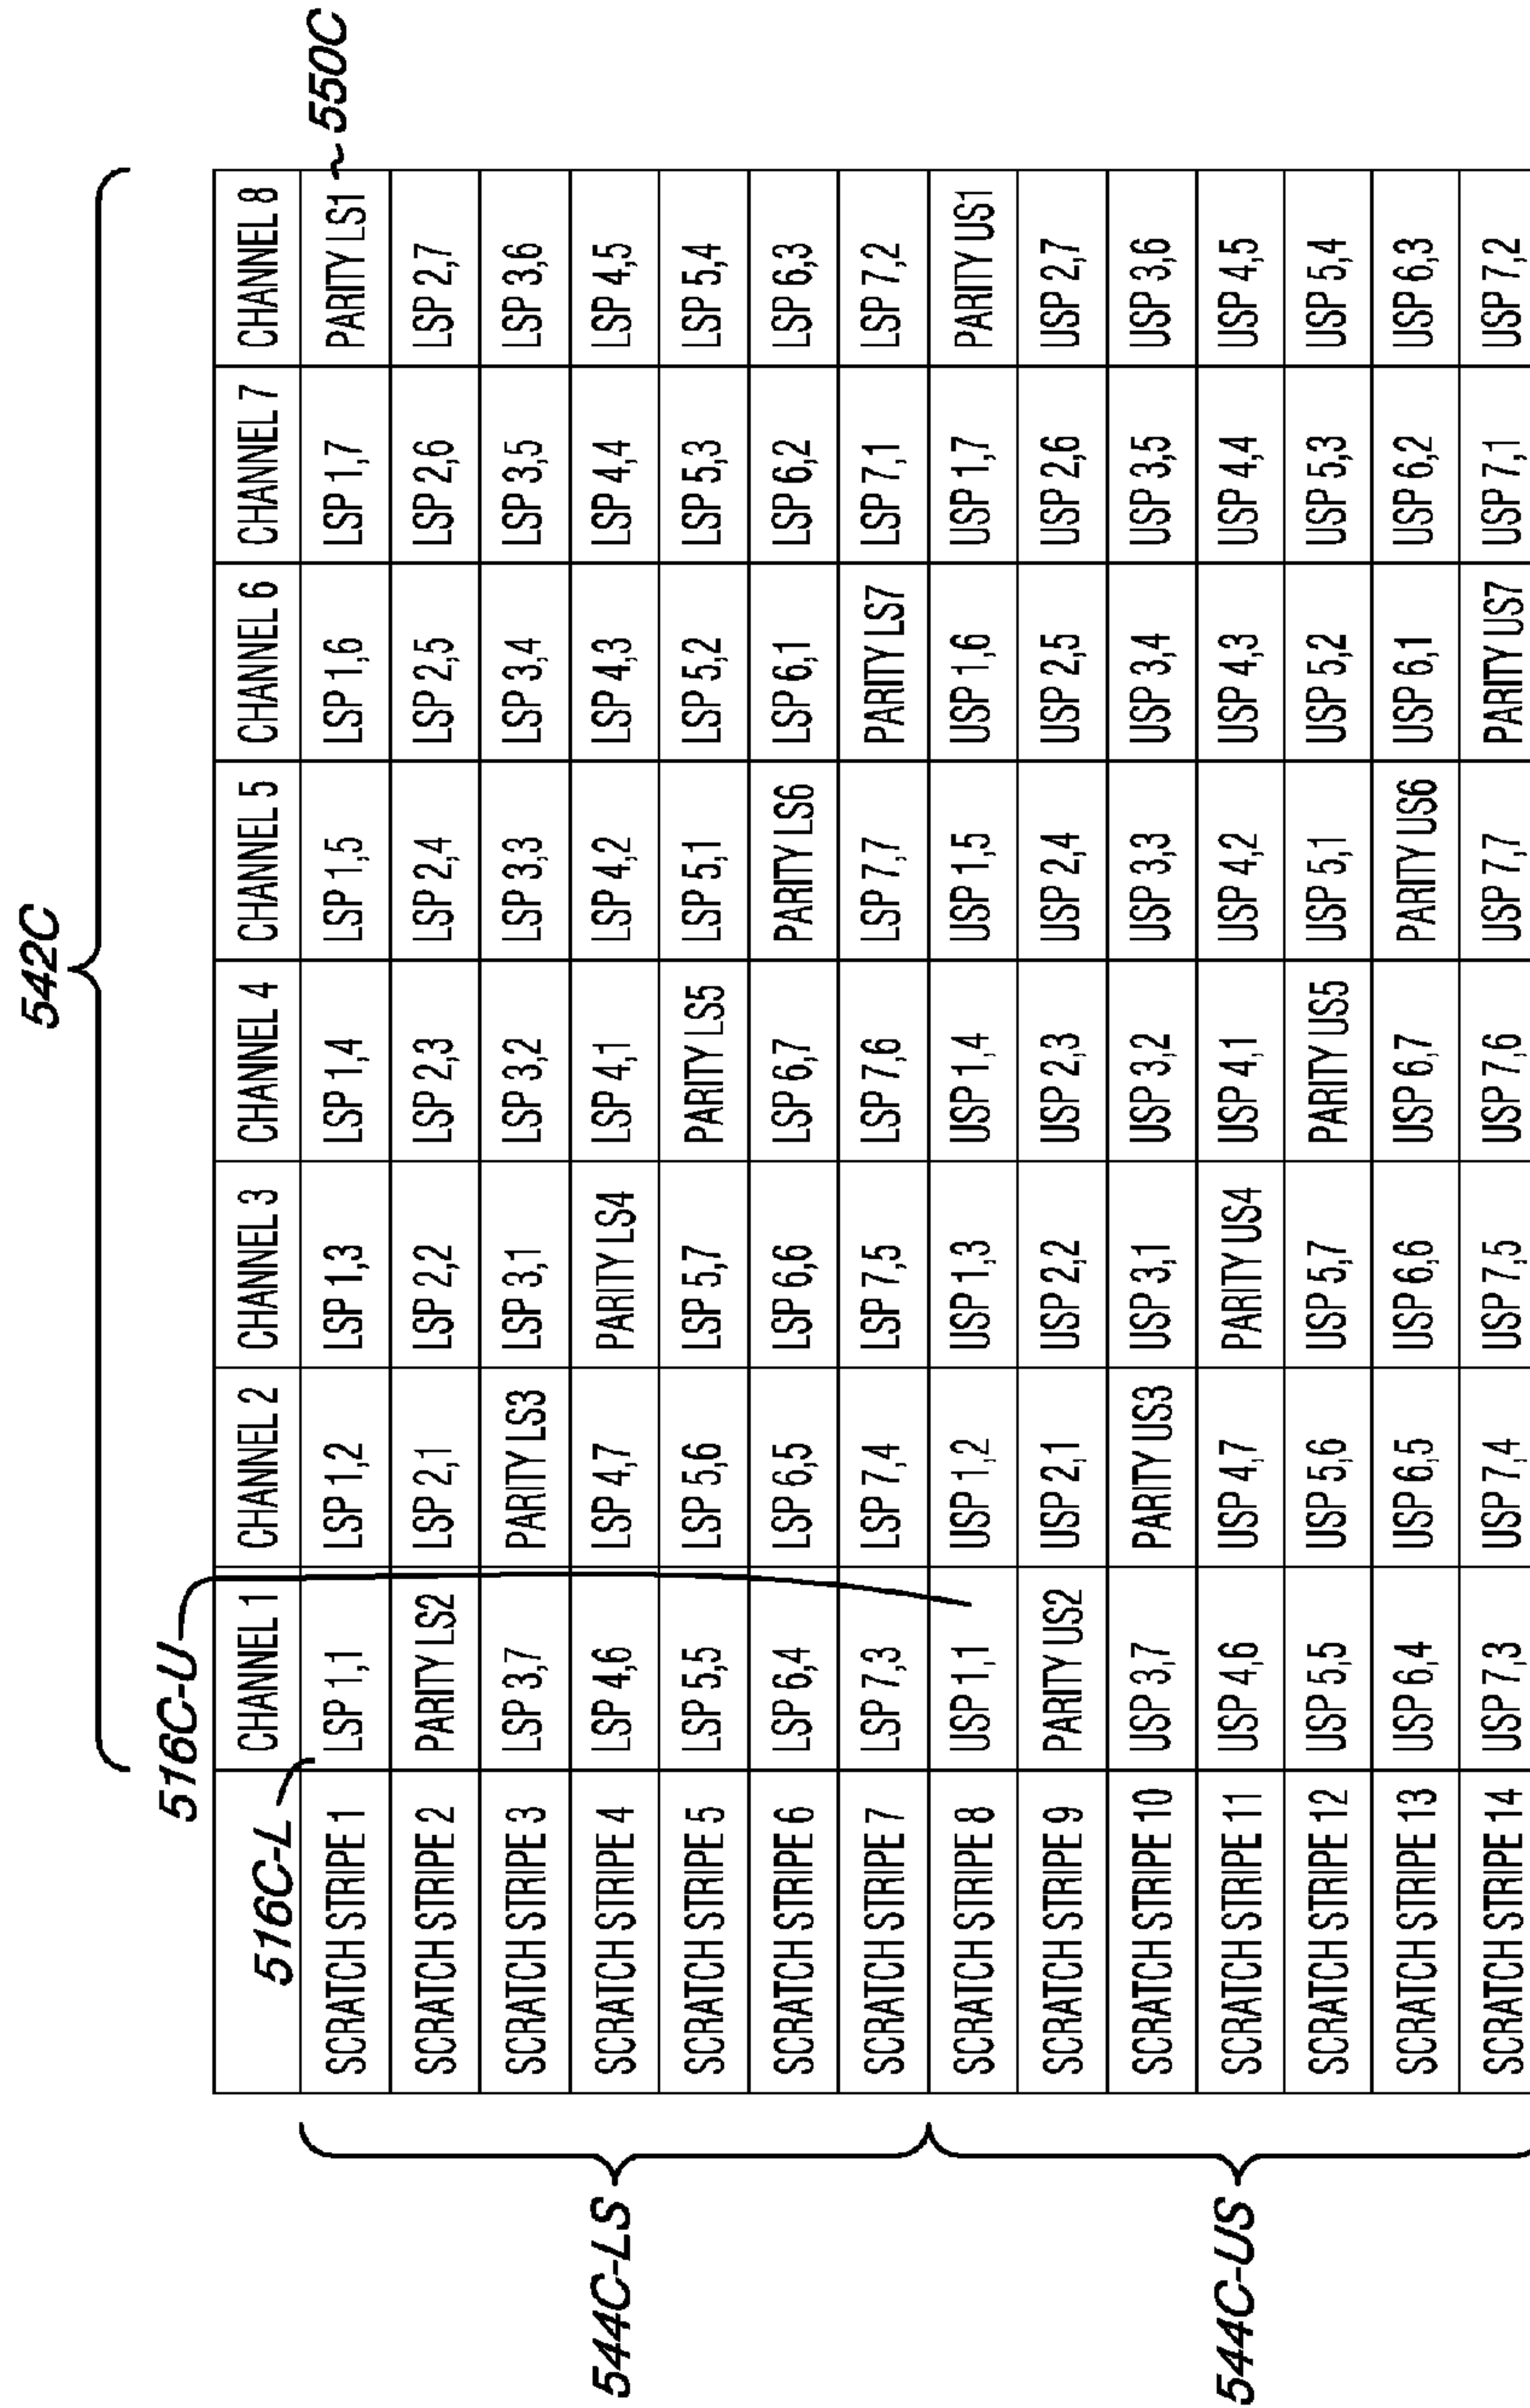 542C
516C-U
516C-L
550C
CHANNEL 1 CHANNEL 2 CHANNEL 3 CHANNEL 4 CHANNEL 5 CHANNEL 6 CHANNEL 7 CHANNEL 8
SCRATCH STRIPE 1 LSP 1,1 LSP 1,2 LSP 1,3 LSP 1,4 LSP 1,5 LSP 1,6 LSP 1,7 PARITY LS1
SCRATCH STRIPE 2 PARITY LS2 LSP 2,1 LSP 2,2 LSP 2,3 LSP 2,4 LSP 2,5 LSP 2,6 LSP 2,7
SCRATCH STRIPE 3 LSP 3,7 PARITY LS3 LSP 3,1 LSP 3,2 LSP 3,3 LSP 3,4 LSP 3,5 LSP 3,6
SCRATCH STRIPE 4 LSP 4,6 LSP 4,7 PARITY LS4 LSP 4,1 LSP 4,2 LSP 4,3 LSP 4,4 LSP 4,5
SCRATCH STRIPE 5 LSP 5,5 LSP 5,6 LSP 5,7 PARITY LS5 LSP 5,1 LSP 5,2 LSP 5,3 LSP 5,4
SCRATCH STRIPE 6 LSP 6,4 LSP 6,5 LSP 6,6 LSP 6,7 PARITY LS6 LSP 6,1 LSP 6,2 LSP 6,3
SCRATCH STRIPE 7 LSP 7,3 LSP 7,4 LSP 7,5 LSP 7,6 LSP 7,7 PARITY LS7 LSP 7,1 LSP 7,2
SCRATCH STRIPE 8 USP 1,1 USP 1,2 USP 1,3 USP 1,4 USP 1,5 USP 1,6 USP 1,7 PARITY US1
SCRATCH STRIPE 9 PARITY US2 USP 2,1 USP 2,2 USP 2,3 USP 2,4 USP 2,5 USP 2,6 USP 2,7
SCRATCH STRIPE 10 USP 3,7 PARITY US3 USP 3,1 USP 3,2 USP 3,3 USP 3,4 USP 3,5 USP 3,6
SCRATCH STRIPE 11 USP 4,6 USP 4,7 PARITY US4 USP 4,1 USP 4,2 USP 4,3 USP 4,4 USP 4,5
SCRATCH STRIPE 12 USP 5,5 USP 5,6 USP 5,7 PARITY US5 USP 5,1 USP 5,2 USP 5,3 USP 5,4
SCRATCH STRIPE 13 USP 6,4 USP 6,5 USP 6,6 USP 6,7 PARITY US6 USP 6,1 USP 6,2 USP 6,3
SCRATCH STRIPE 14 USP 7,3 USP 7,4 USP 7,5 USP 7,6 USP 7,7 PARITY US7 USP 7,1 USP 7,2
544C-LS
544C-US